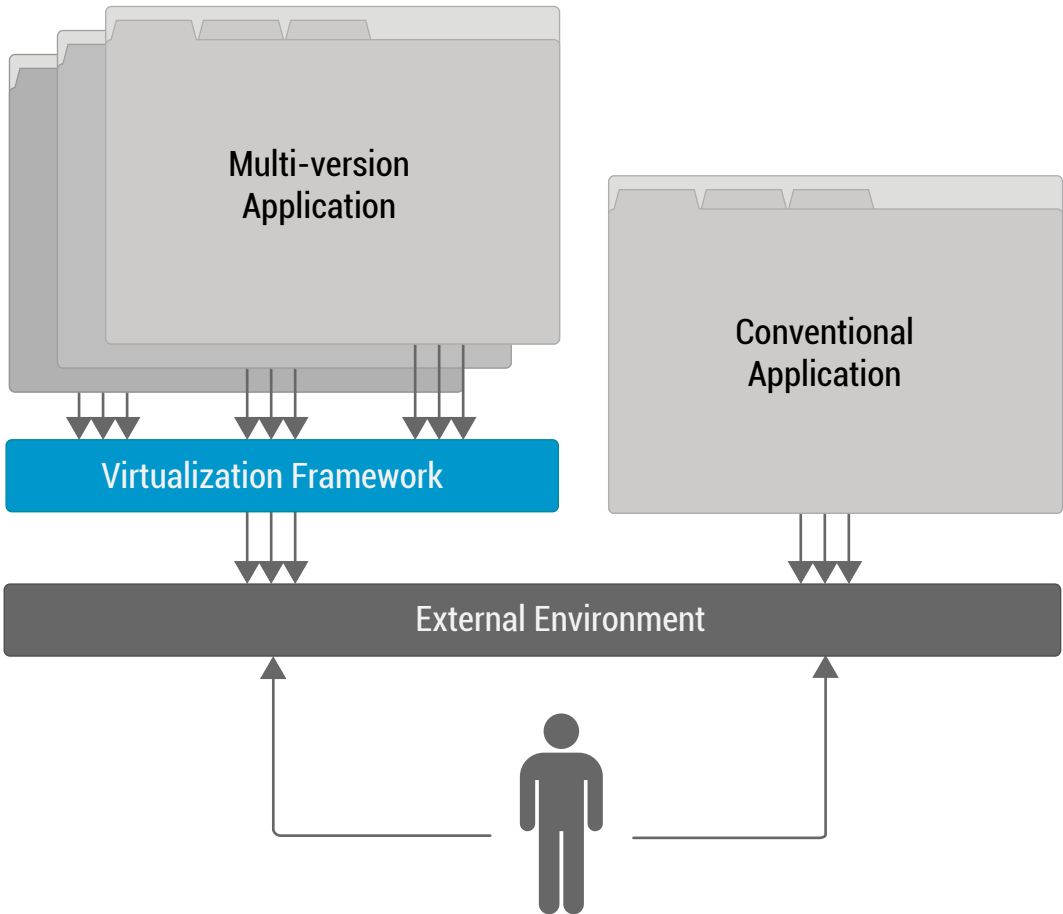 Multi-version
Application
Conventional
Application
Virtualization Framework
External Environment